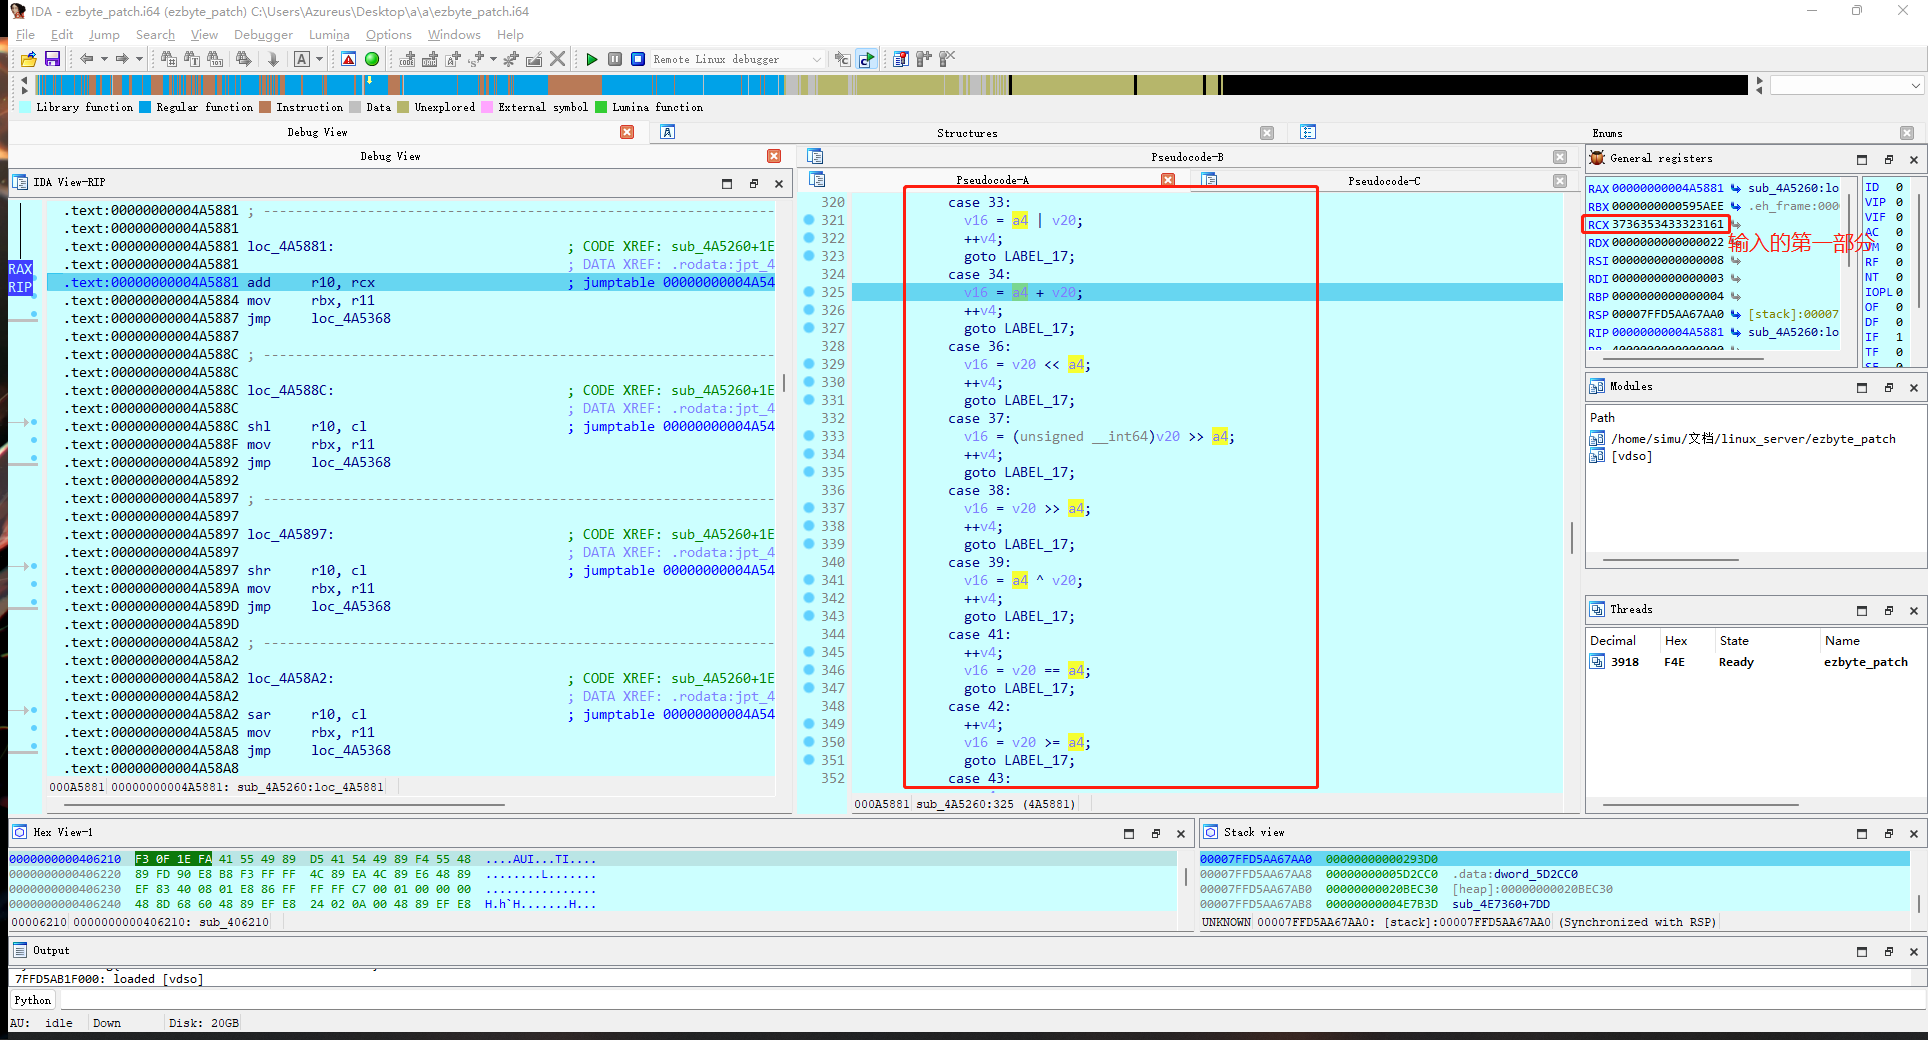 IDA - ezbyte_patch.i64 (ezbyte_patch) C:\Users\Azureus\Desktop\a\a\ezbyte_patch.i64
File Edit Jump Search View Debugger Lumina Options Windows Help
Remote Linux debugger
Library function Regular function Instruction Data Unexplored External symbol Lumina function
Debug View Structures Enums
Debug View
IDA View-RIP
RAX
RIP
.text:00000000004A5881 ; ---------------------------------------------------------------
.text:00000000004A5881
.text:00000000004A5881 loc_4A5881: ; CODE XREF: sub_4A5260+1E
.text:00000000004A5881 ; DATA XREF: .rodata:jpt_4
.text:00000000004A5881 add r10, rcx ; jumptable 00000000004A54
.text:00000000004A5884 mov rbx, r11
.text:00000000004A5887 jmp loc_4A5368
.text:00000000004A5887
.text:00000000004A588C ; ---------------------------------------------------------------
.text:00000000004A588C
.text:00000000004A588C loc_4A588C: ; CODE XREF: sub_4A5260+1E
.text:00000000004A588C ; DATA XREF: .rodata:jpt_4
.text:00000000004A588C shl r10, cl ; jumptable 00000000004A54
.text:00000000004A588F mov rbx, r11
.text:00000000004A5892 jmp loc_4A5368
.text:00000000004A5892
.text:00000000004A5897 ; ---------------------------------------------------------------
.text:00000000004A5897
.text:00000000004A5897 loc_4A5897: ; CODE XREF: sub_4A5260+1E
.text:00000000004A5897 ; DATA XREF: .rodata:jpt_4
.text:00000000004A5897 shr r10, cl ; jumptable 00000000004A54
.text:00000000004A589A mov rbx, r11
.text:00000000004A589D jmp loc_4A5368
.text:00000000004A589D
.text:00000000004A58A2 ; ---------------------------------------------------------------
.text:00000000004A58A2
.text:00000000004A58A2 loc_4A58A2: ; CODE XREF: sub_4A5260+1E
.text:00000000004A58A2 ; DATA XREF: .rodata:jpt_4
.text:00000000004A58A2 sar r10, cl ; jumptable 00000000004A54
.text:00000000004A58A5 mov rbx, r11
.text:00000000004A58A8 jmp loc_4A5368
.text:00000000004A58A8
000A5881 00000000004A5881: sub_4A5260:loc_4A5881
Pseudocode-B
Pseudocode-A Pseudocode-C
320 case 33:
321 v16 = a4 | v20;
322 ++v4;
323 goto LABEL_17;
324 case 34:
325 v16 = a4 + v20;
326 ++v4;
327 goto LABEL_17;
328 case 36:
329 v16 = v20 << a4;
330 ++v4;
331 goto LABEL_17;
332 case 37:
333 v16 = (unsigned __int64)v20 >> a4;
334 ++v4;
335 goto LABEL_17;
336 case 38:
337 v16 = v20 >> a4;
338 ++v4;
339 goto LABEL_17;
340 case 39:
341 v16 = a4 ^ v20;
342 ++v4;
343 goto LABEL_17;
344 case 41:
345 ++v4;
346 v16 = v20 == a4;
347 goto LABEL_17;
348 case 42:
349 ++v4;
350 v16 = v20 >= a4;
351 goto LABEL_17;
352 case 43:
000A5881 sub_4A5260:325 (4A5881)
General registers
RAX 00000000004A5881 sub_4A5260:lo
RBX 0000000000595AEE .eh_frame:000
RCX 3736353433323161
输入的第一部分
RDX 0000000000000022
RSI 0000000000000008
RDI 0000000000000003
RBP 0000000000000004
RSP 00007FFD5AA67AA0 [stack]:00007
RIP 00000000004A5881 sub_4A5260:lo
ID 0
VIP 0
VIF 0
AC 0
VM 0
RF 0
NT 0
IOPL 0
OF 0
DF 0
IF 1
TF 0
SF 0
Modules
Path
/home/simu/文档/linux_server/ezbyte_patch
[vdso]
Threads
Decimal Hex State Name
3918 F4E Ready ezbyte_patch
Hex View-1
0000000000406210 F3 0F 1E FA 41 55 49 89 D5 41 54 49 89 F4 55 48 ....AUI...TI....
0000000000406220 89 FD 90 E8 B8 F3 FF FF 4C 89 EA 4C 89 E6 48 89 ........L.......
0000000000406230 EF 83 40 08 01 E8 86 FF FF FF C7 00 01 00 00 00 ................
0000000000406240 48 8D 68 60 48 89 EF E8 24 02 0A 00 48 89 EF E8 H.h`H.......H...
00006210 0000000000406210: sub_406210
Stack view
00007FFD5AA67AA0 00000000000293D0
00007FFD5AA67AA8 00000000005D2CC0 .data:dword_5D2CC0
00007FFD5AA67AB0 00000000020BEC30 [heap]:00000000020BEC30
00007FFD5AA67AB8 00000000004E7B3D sub_4E7360+7DD
UNKNOWN 00007FFD5AA67AA0: [stack]:00007FFD5AA67AA0 (Synchronized with RSP)
Output
7FFD5AB1F000: loaded [vdso]
Python
AU: idle Down Disk: 20GB